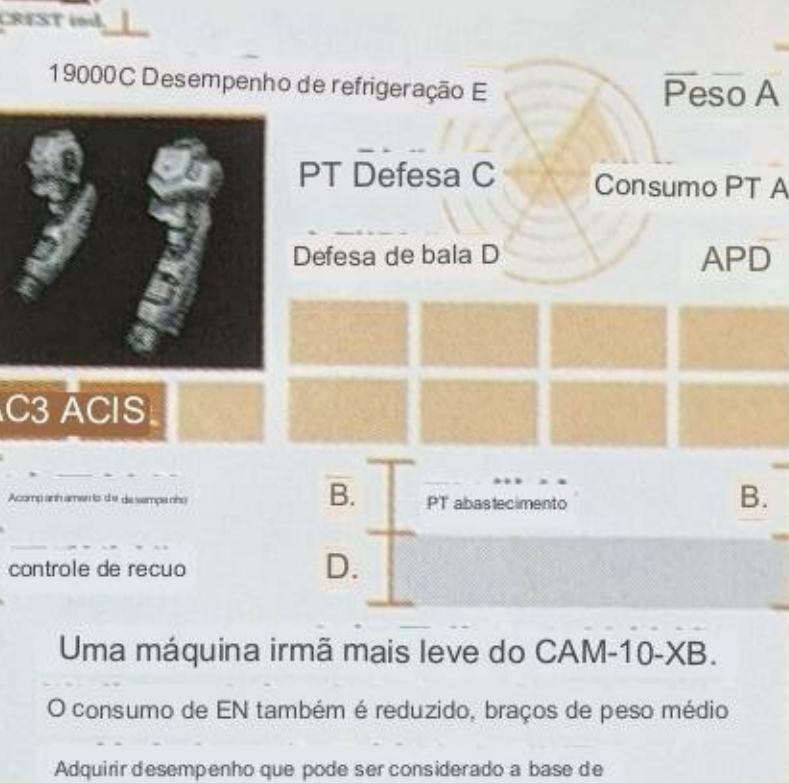 CREST ind.
19000C Desempenho de refrigeração E
Peso A
PT Defesa C
Consumo PT A
Defesa de bala D
APD
AC3 ACIS.
Acompanhamento de desempenho
B.
PT abastecimento
B.
controle de recuo
D.
Uma máquina irmã mais leve do CAM-10-XB.
O consumo de EN também é reduzido, braços de peso médio
Adquirir desempenho que pode ser considerado a base de